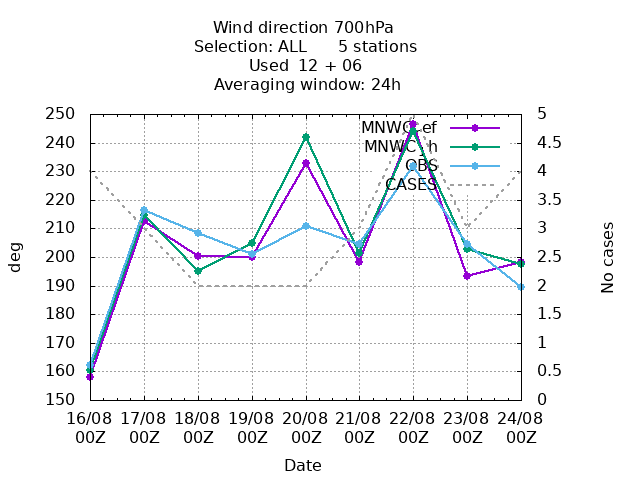 Wind direction 700hPa
Selection: ALL 5 stations
Used 12 + 06
Averaging window: 24h
250
240
230
220
210
200
190
180
170
160
150
5
4.5
4
3.5
3
2.5
2
1.5
1
0.5
0
deg
No cases
OBS
CASES
16/08 17/08 18/08 19/08 20/08 21/08 22/08 23/08 24/08
00Z 00Z 00Z 00Z 00Z 00Z 00Z 00Z 00Z
Date